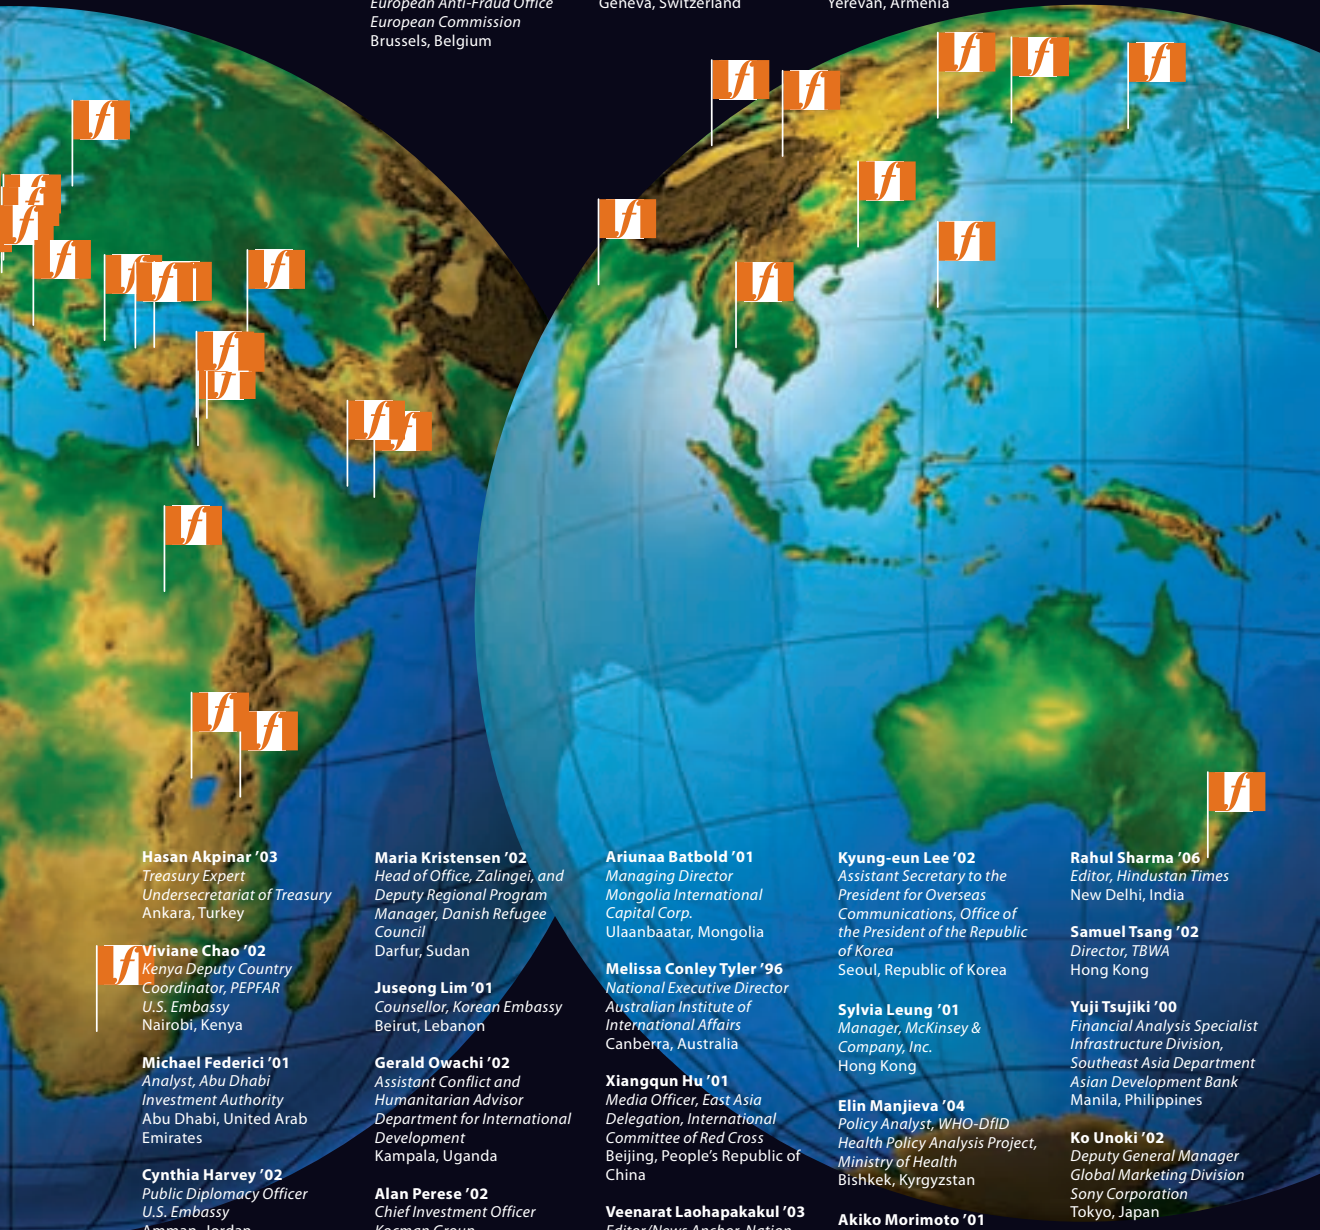 European Anti-Fraud Office
European Commission
Brussels, Belgium
Geneva, Switzerland
Yerevan, Armenia
Hasan Akpinar ’03
Treasury Expert
Undersecretariat of Treasury
Ankara, Turkey
Viviane Chao ’02
Kenya Deputy Country
Coordinator, PEPFAR
U.S. Embassy
Nairobi, Kenya
Michael Federici ’01
Analyst, Abu Dhabi
Investment Authority
Abu Dhabi, United Arab
Emirates
Cynthia Harvey ’02
Public Diplomacy Officer
U.S. Embassy
Amman, Jordan
Maria Kristensen ’02
Head of Office, Zalingei, and
Deputy Regional Program
Manager, Danish Refugee
Council
Darfur, Sudan
Juseong Lim ’01
Counsellor, Korean Embassy
Beirut, Lebanon
Gerald Owachi ’02
Assistant Conflict and
Humanitarian Advisor
Department for International
Development
Kampala, Uganda
Alan Perese ’02
Chief Investment Officer
Kocman Group
Ariunaa Batbold ’01
Managing Director
Mongolia International
Capital Corp.
Ulaanbaatar, Mongolia
Melissa Conley Tyler ’96
National Executive Director
Australian Institute of
International Affairs
Canberra, Australia
Xiangqun Hu ’01
Media Officer, East Asia
Delegation, International
Committee of Red Cross
Beijing, People’s Republic of
China
Veenarat Laohapakakul ’03
Editor/News Anchor, Nation
Kyung-eun Lee ’02
Assistant Secretary to the
President for Overseas
Communications, Office of
the President of the Republic
of Korea
Seoul, Republic of Korea
Sylvia Leung ’01
Manager, McKinsey &
Company, Inc.
Hong Kong
Elin Manjieva ’04
Policy Analyst, WHO-DfID
Health Policy Analysis Project,
Ministry of Health
Bishkek, Kyrgyzstan
Akiko Morimoto ’01
Rahul Sharma ’06
Editor, Hindustan Times
New Delhi, India
Samuel Tsang ’02
Director, TBWA
Hong Kong
Yuji Tsujiki ’00
Financial Analysis Specialist
Infrastructure Division,
Southeast Asia Department
Asian Development Bank
Manila, Philippines
Ko Unoki ’02
Deputy General Manager
Global Marketing Division
Sony Corporation
Tokyo, Japan